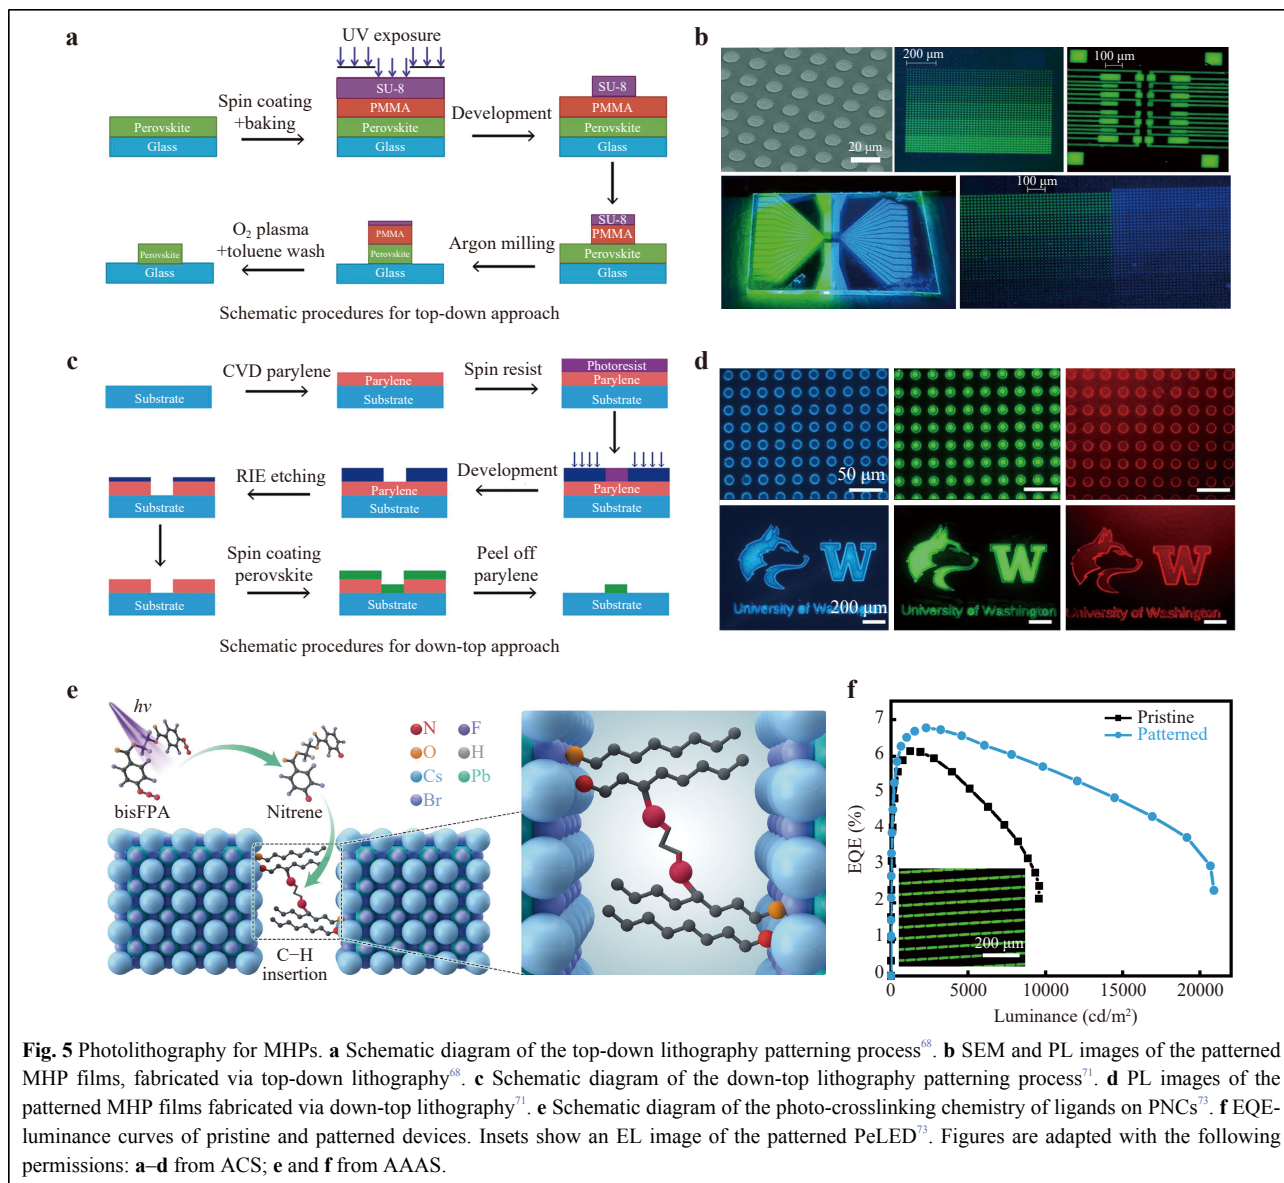 a
UV exposure
Spin coating
+baking
Perovskite
Glass
SU-8
PMMA
Perovskite
Glass
Development
SU-8
PMMA
Perovskite
Glass
O₂ plasma
+toluene wash
Perovskite
Glass
PMMA
Perovskite
Glass
Argon milling
SU-8
PMMA
Perovskite
Glass
Schematic procedures for top-down approach
b
20 μm
200 μm
100 μm
100 μm
c
CVD parylene
Spin resist
Substrate
Parylene
Substrate
Photoresist
Parylene
Substrate
RIE etching
Development
Substrate
Parylene
Substrate
Parylene
Substrate
Spin coating
perovskite
Peel off
parylene
Substrate
Substrate
Substrate
Schematic procedures for down-top approach
d
50 μm
W
University of Washington
200 μm
W
University of Washington
W
University of Washington
e
hν
bisFPA
Nitrene
N
F
O
H
Cs
Pb
Br
C−H
insertion
f
EQE (%)
7
6
5
4
3
2
1
0
Pristine
Patterned
200 μm
0
5000
10000
15000
20000
Luminance (cd/m²)
Fig. 5 Photolithography for MHPs. a Schematic diagram of the top-down lithography patterning process⁶⁸. b SEM and PL images of the patterned
MHP films, fabricated via top-down lithography⁶⁸. c Schematic diagram of the down-top lithography patterning process⁷¹. d PL images of the
patterned MHP films fabricated via down-top lithography⁷¹. e Schematic diagram of the photo-crosslinking chemistry of ligands on PNCs⁷³. f EQE-
luminance curves of pristine and patterned devices. Insets show an EL image of the patterned PeLED⁷³. Figures are adapted with the following
permissions: a–d from ACS; e and f from AAAS.